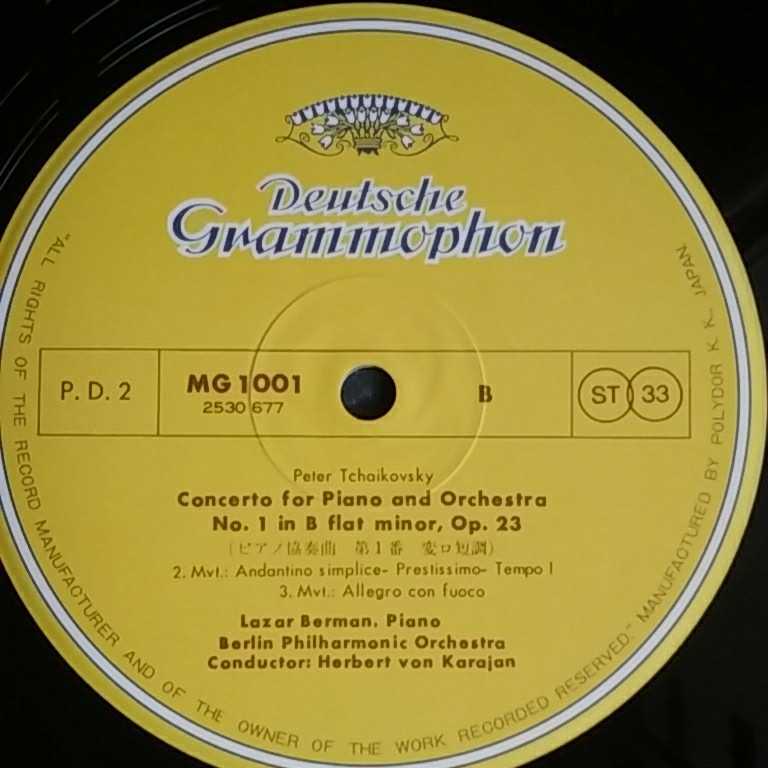 Deutsche
Grammophon
P. D. 2
MG 1001
2530 677
B
ST 33
Peter Tchaikovsky
Concerto for Piano and Orchestra
No. 1 in B flat minor, Op. 23
(ピアノ協奏曲 第1番 変ロ短調)
2. Mvt.: Andantino simplice- Prestissimo- Tempo I
3. Mvt.: Allegro con fuoco
Lazar Berman, Piano
Berlin Philharmonic Orchestra
Conductor: Herbert von Karajan
"ALL RIGHTS OF THE RECORD MANUFACTURER AND OF THE OWNER OF THE WORK RECORDED RESERVED." MANUFACTURED BY POLYDOR K. K., JAPAN